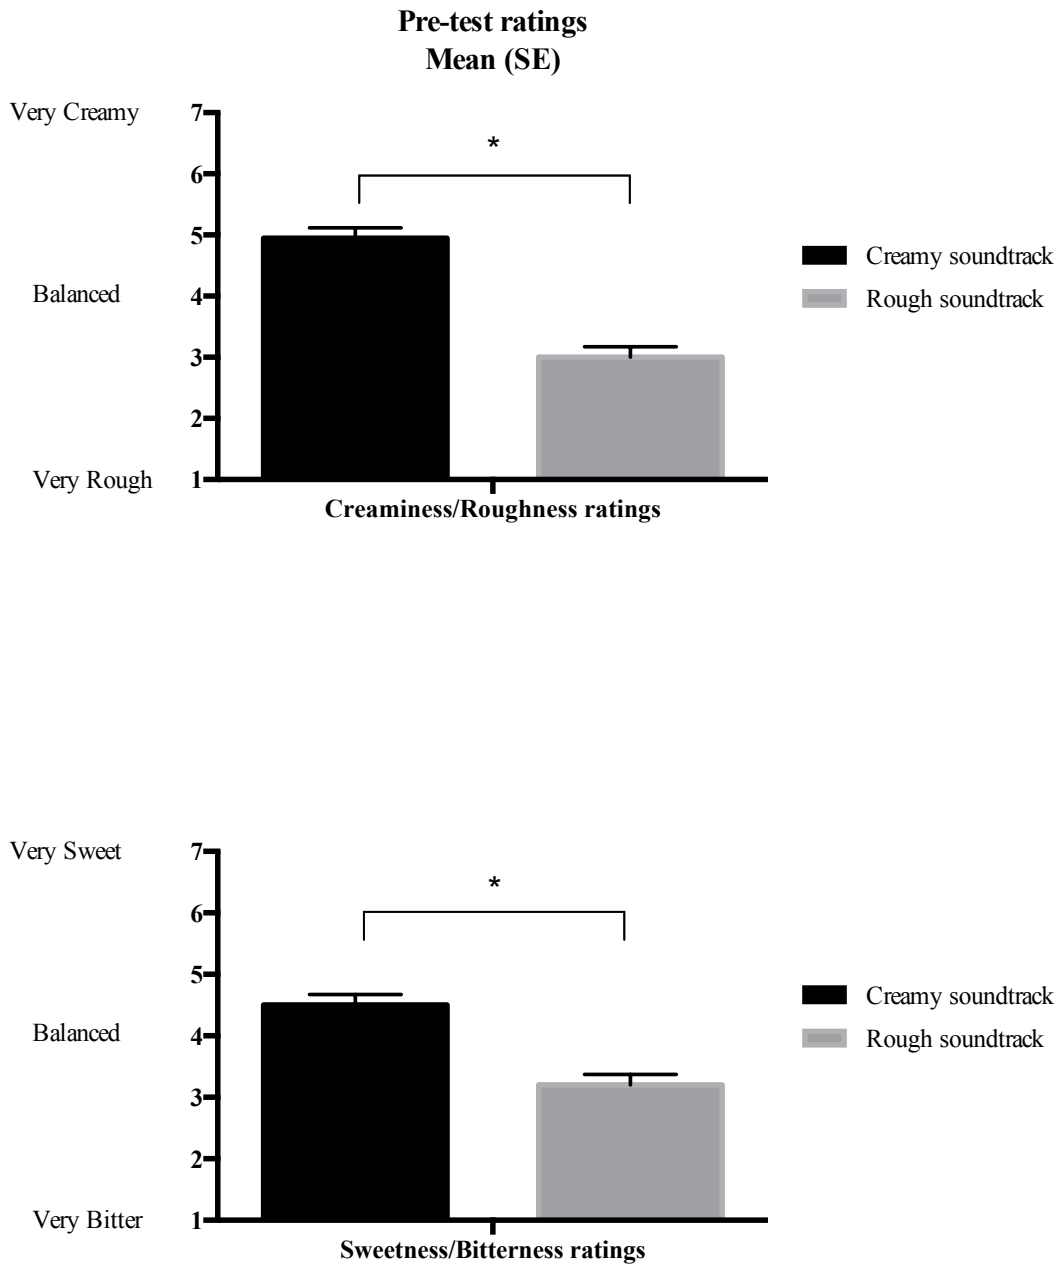 Pre-test ratings
Mean (SE)
Very Creamy
7
*
6
5
Creamy soundtrack
Balanced
4
Rough soundtrack
3
2
Very Rough
1
Creaminess/Roughness ratings
Very Sweet
7
*
6
5
Creamy soundtrack
Balanced
4
Rough soundtrack
3
2
Very Bitter
1
Sweetness/Bitterness ratings